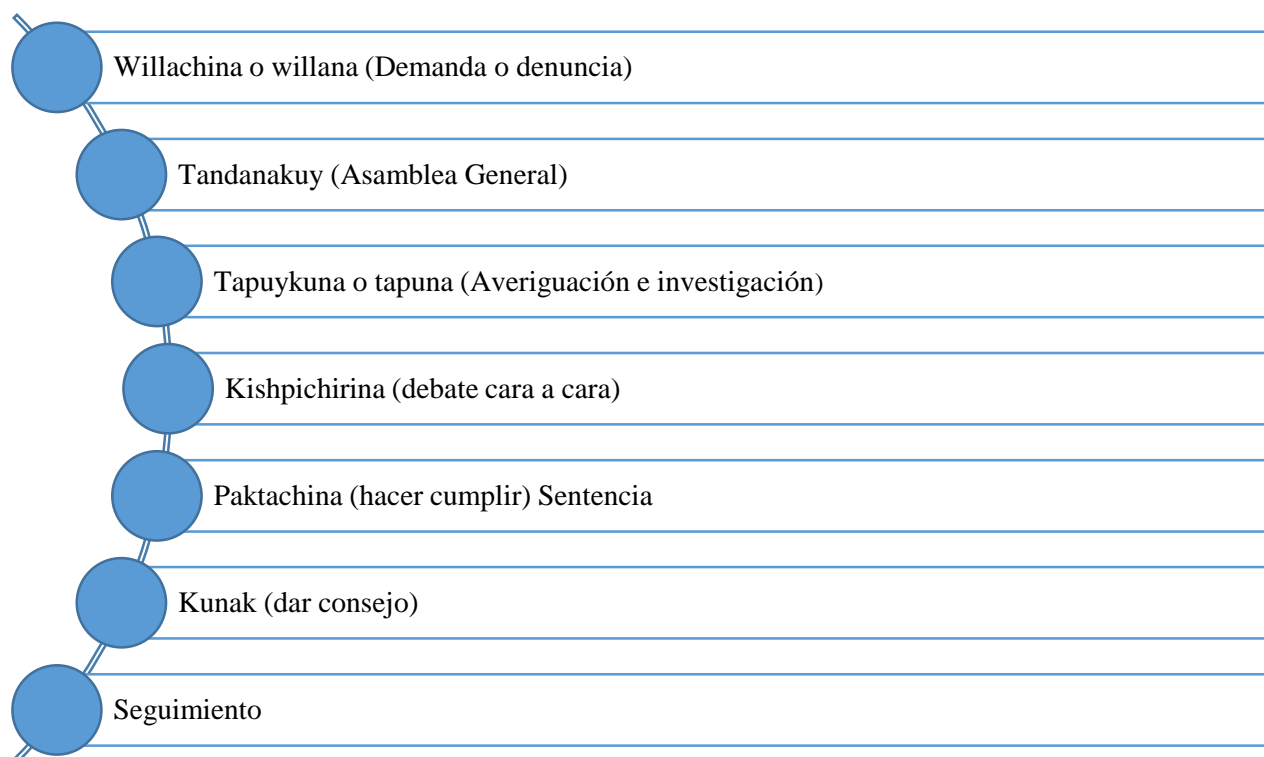 Willachina o willana (Demanda o denuncia)
Tandanakuy (Asamblea General)
Tapuykuna o tapuna (Averiguación e investigación)
Kishpichirina (debate cara a cara)
Paktachina (hacer cumplir) Sentencia
Kunak (dar consejo)
Seguimiento